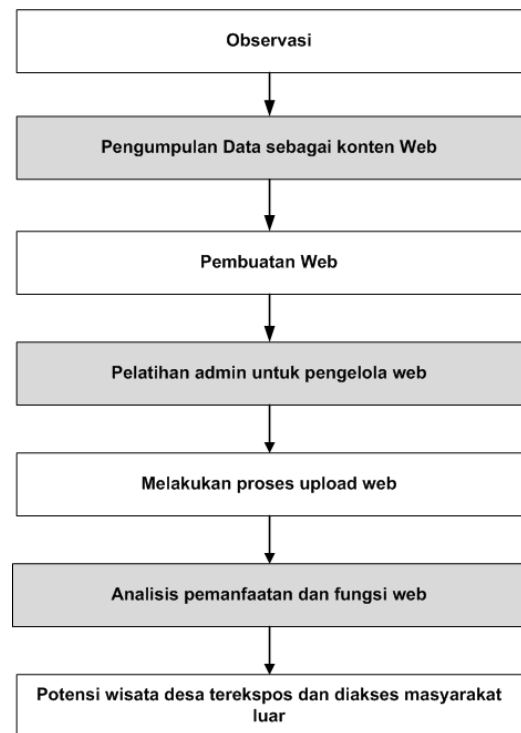 Observasi
Pengumpulan Data sebagai konten Web
Pembuatan Web
Pelatihan admin untuk pengelola web
Melakukan proses upload web
Analisis pemanfaatan dan fungsi web
Potensi wisata desa terekspos dan diakses masyarakat
luar